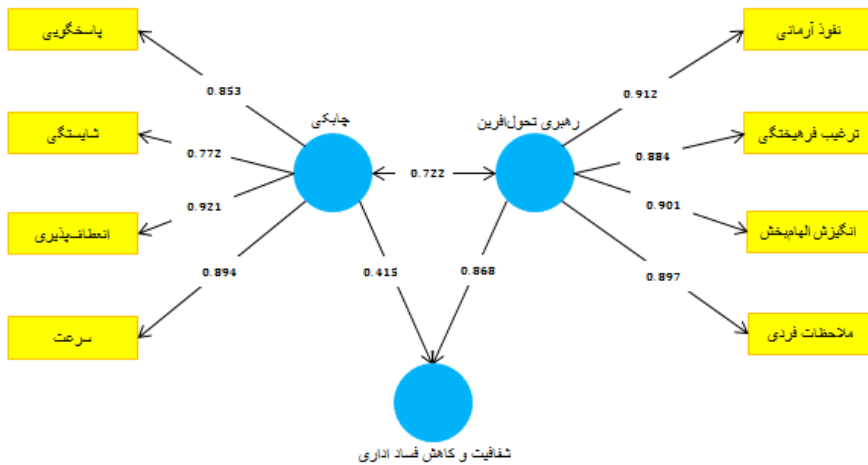 پاسخگویی
نفوذ آرمانی
0.853
0.912
چابکی
رهبری تحول‌آفرین
شایستگی
ترغیب فرهیختگی
0.772
0.884
0.722
0.901
انعطاف‌پذیری
انگیزش الهام‌بخش
0.921
0.894
0.415
0.868
0.897
سرعت
ملاحظات فردی
شفافیت و کاهش فساد اداری